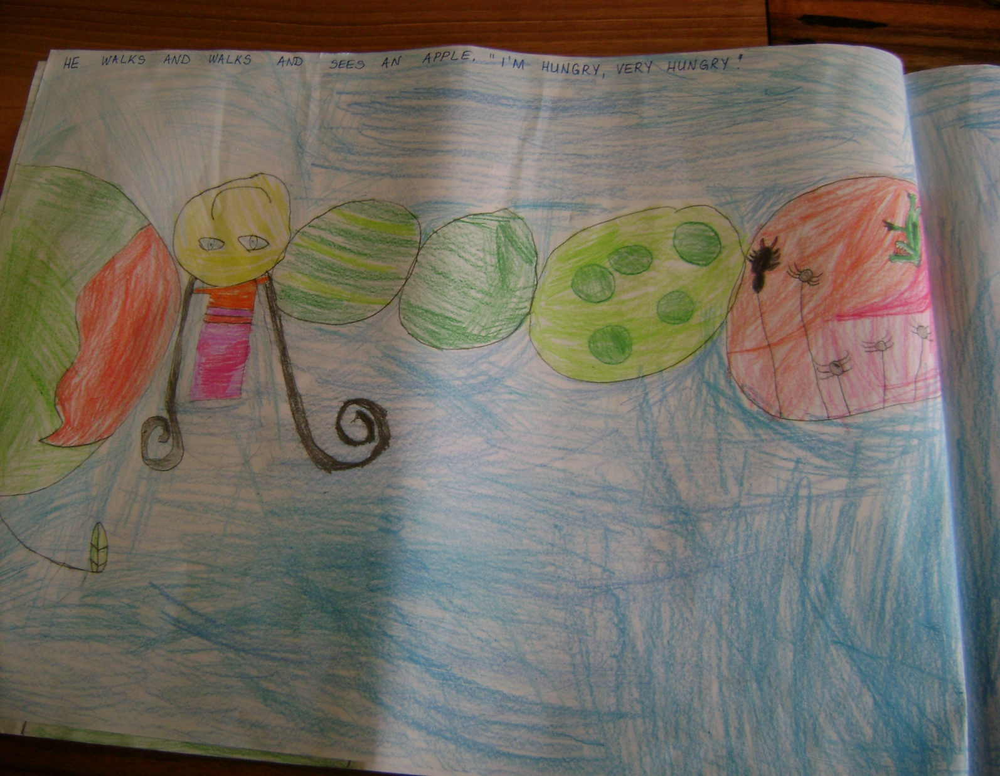 HE WALKS AND WALKS AND SEES AN APPLE. "I'M HUNGRY, VERY HUNGRY!